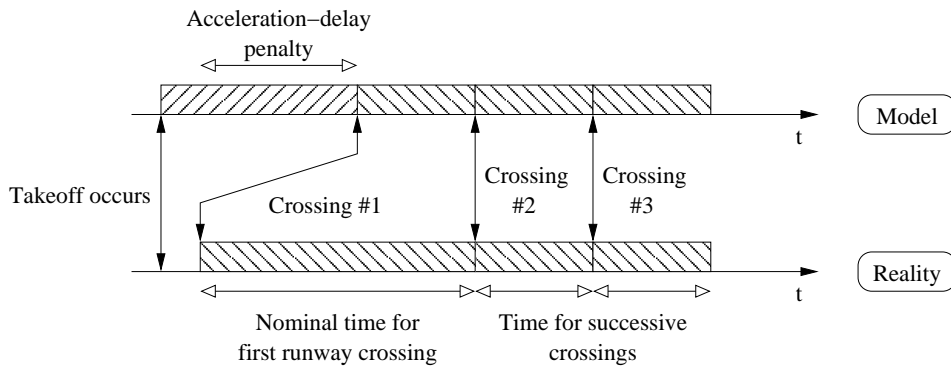 Acceleration−delay
penalty
t
Model
Takeoff occurs
Crossing #1
Crossing
#2
Crossing
#3
t
Reality
Nominal time for
first runway crossing
Time for successive
crossings